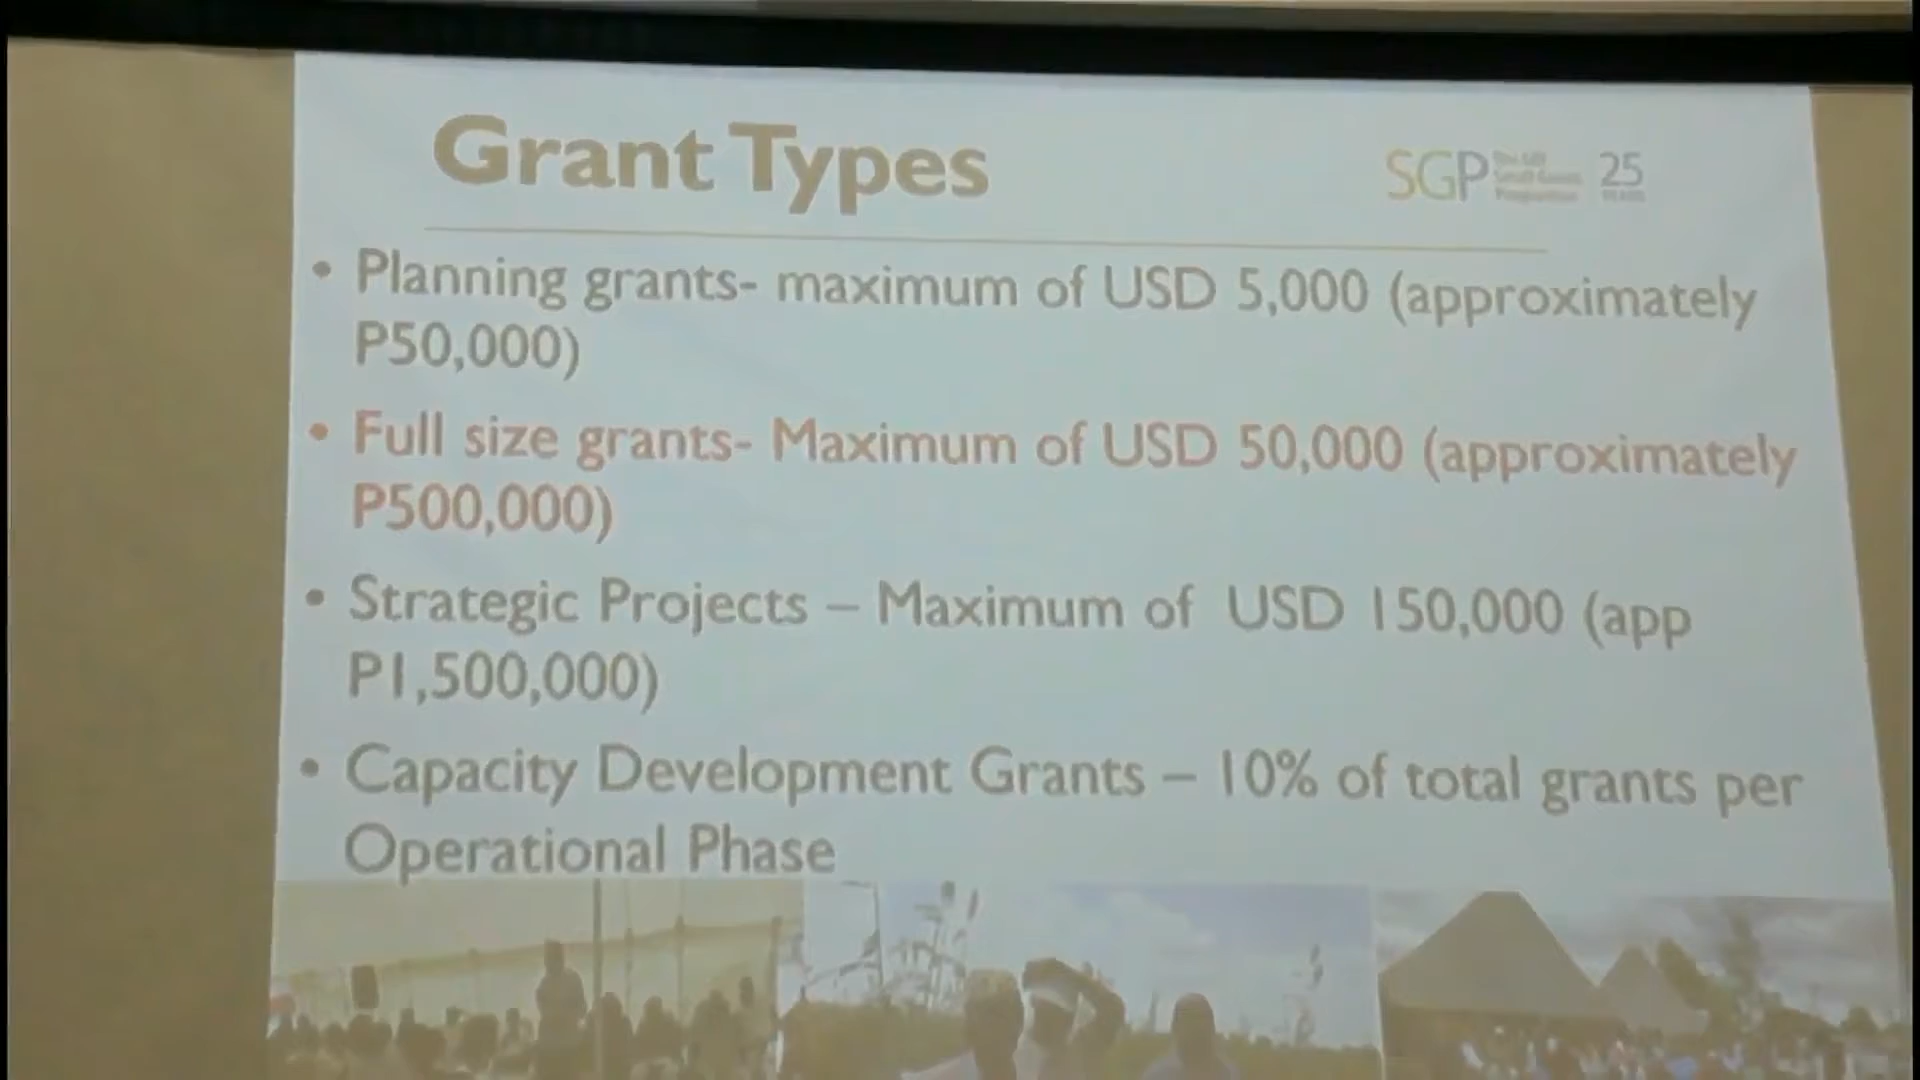 Grant Types
SGP
25
• Planning grants- maximum of USD 5,000 (approximately
P50,000)
• Full size grants- Maximum of USD 50,000 (approximately
P500,000)
• Strategic Projects – Maximum of USD 150,000 (app
P1,500,000)
• Capacity Development Grants – 10% of total grants per
Operational Phase